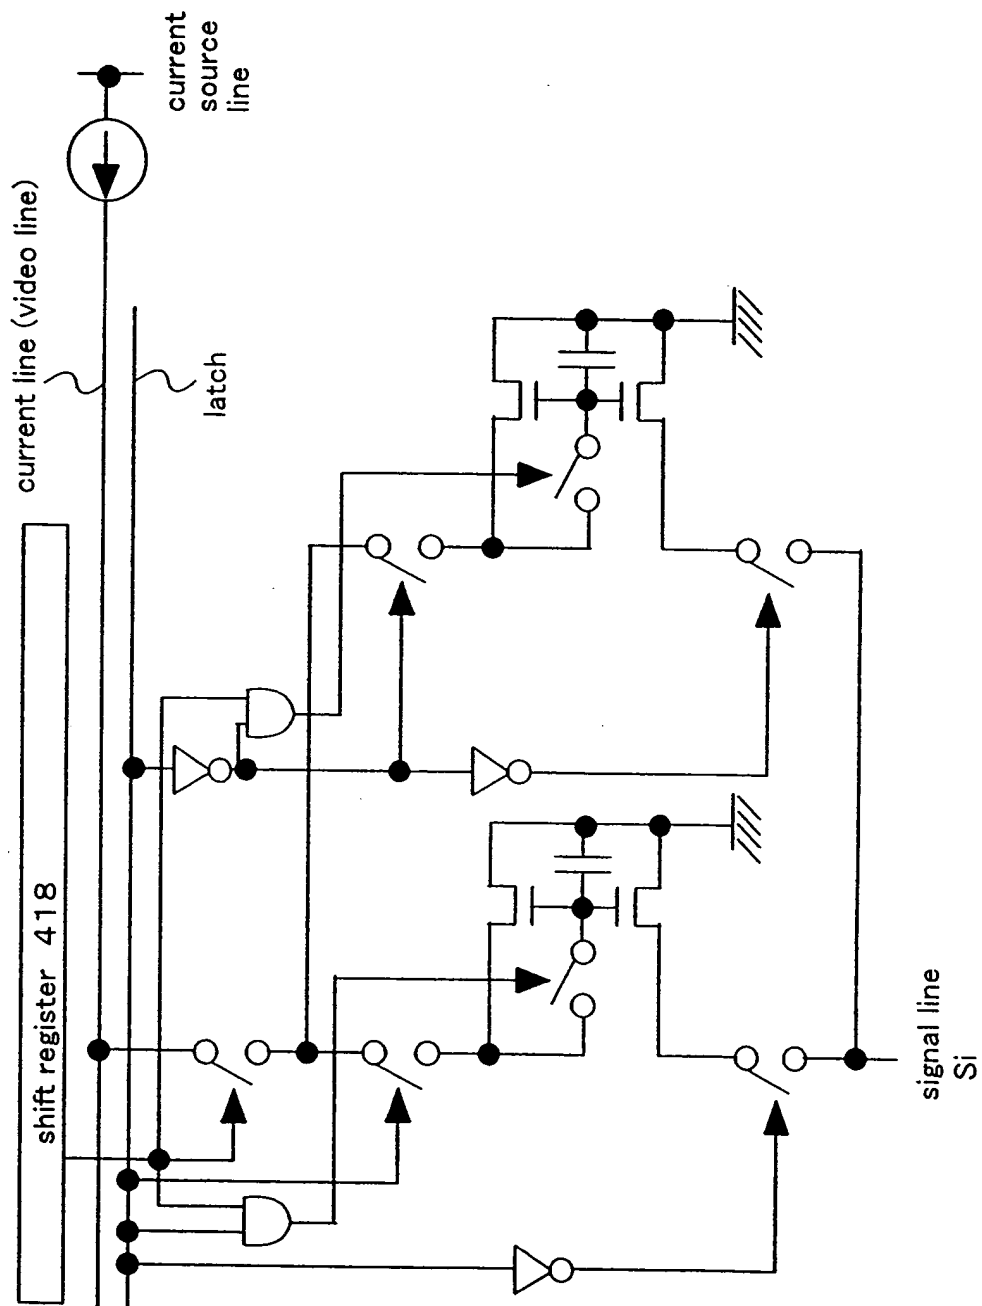 shift register 418
current line (video line)
latch
current
source
line
signal line
Si